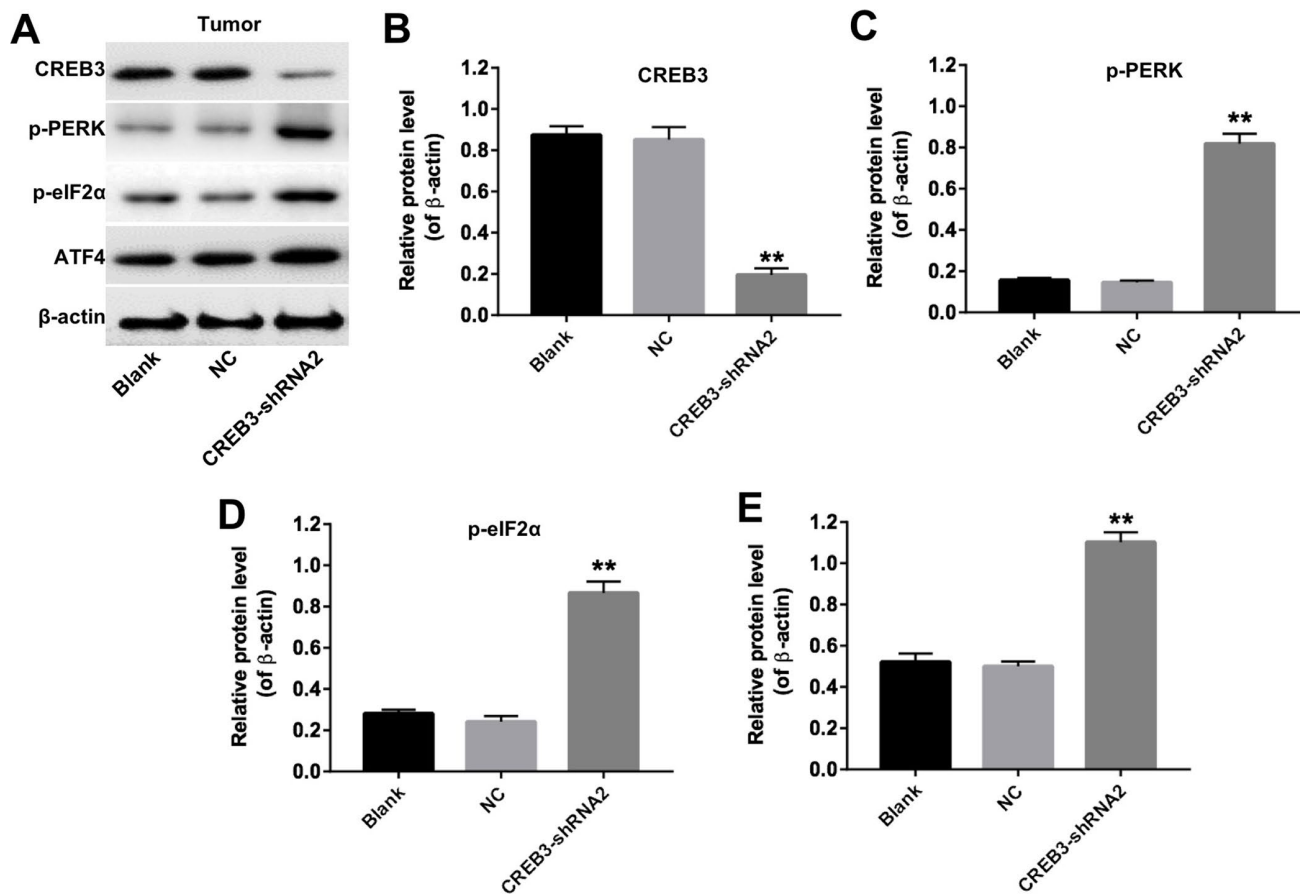 A
Tumor
CREB3
p-PERK
p-eIF2α
ATF4
β-actin
Blank
NC
CREB3-shRNA2
B
CREB3
Relative protein level
(of β-actin)
1.2
1.0
0.8
0.6
0.4
0.2
0.0
**
Blank
NC
CREB3-shRNA2
C
p-PERK
Relative protein level
(of β-actin)
1.2
1.0
0.8
0.6
0.4
0.2
0.0
**
Blank
NC
CREB3-shRNA2
D
p-eIF2α
Relative protein level
(of β-actin)
1.2
1.0
0.8
0.6
0.4
0.2
0.0
**
Blank
NC
CREB3-shRNA2
E
Relative protein level
(of β-actin)
1.2
1.0
0.8
0.6
0.4
0.2
0.0
**
Blank
NC
CREB3-shRNA2